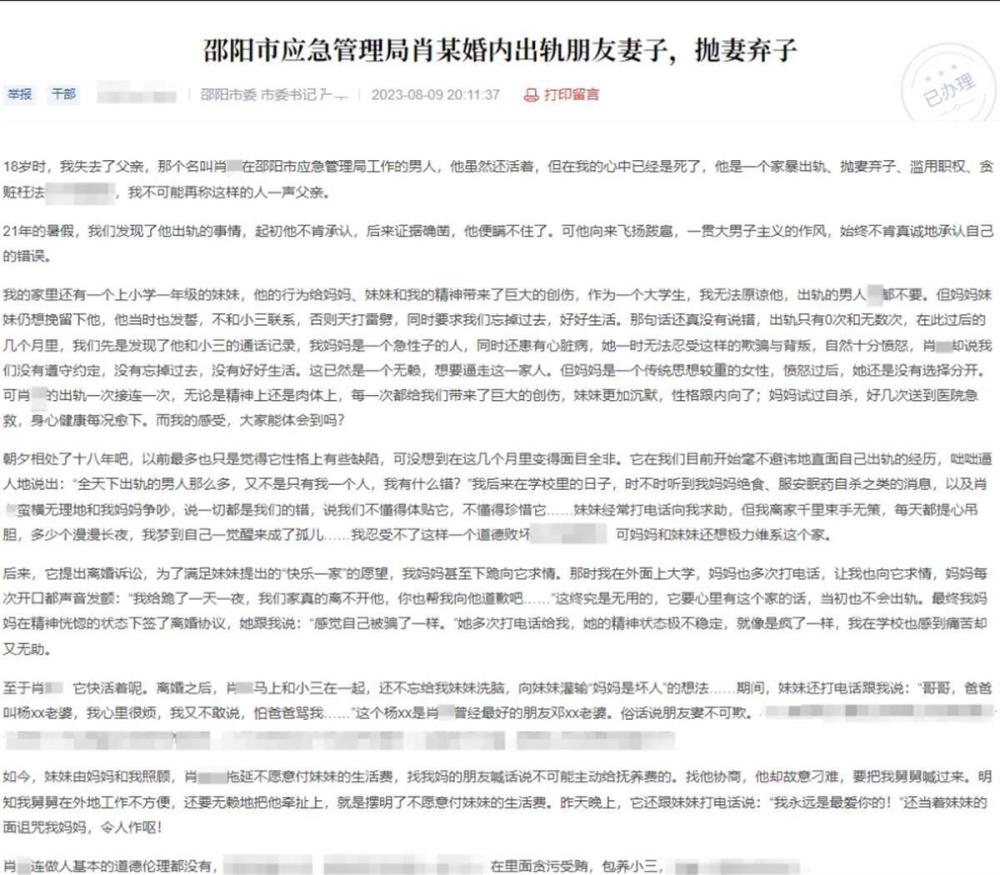 邵阳市应急管理局肖某婚内出轨朋友妻子，抛妻弃子
举报 干部 邵阳市委 市委书记 2023-08-09 20:11:37 打印留言
已办理
18岁时，我失去了父亲，那个名叫肖 在邵阳市应急管理局工作的男人，他虽然还活着，但在我的心中已经是死了，他是一个家暴出轨、抛妻弃子、滥用职权、贪
赃枉法 ，我不可能再称这样的人一声父亲。
21年的暑假，我们发现了他出轨的事情，起初他不肯承认，后来证据确凿，他便瞒不住了。可他向来飞扬跋扈，一贯大男子主义的作风，始终不肯真诚地承认自己
的错误。
我的家里还有一个上小学一年级的妹妹，他的行为给妈妈、妹妹和我的精神带来了巨大的创伤，作为一个大学生，我无法原谅他，出轨的男人 都不要。但妈妈妹
妹仍想挽留下他，他当时也发誓，不和小三联系，否则天打雷劈，同时要求我们忘掉过去，好好生活。那句话还真没有说错，出轨只有0次和无数次，在此过后的
几个月里，我们先是发现了他和小三的通话记录，我妈妈是一个急性子的人，同时还患有心脏病，她一时无法忍受这样的欺骗与背叛，自然十分愤怒，肖 却说我
们没有遵守约定，没有忘掉过去，没有好好生活。这已然是一个无赖，想要逼走这一家人。但妈妈是一个传统思想较重的女性，愤怒过后，她还是没有选择分开。
可肖 的出轨一次接连一次，无论是精神上还是肉体上，每一次都给我们带来了巨大的创伤，妹妹更加沉默，性格跟内向了；妈妈试过自杀，好几次送到医院急
救，身心健康每况愈下。而我的感受，大家能体会到吗？
朝夕相处了十八年吧，以前最多也只是觉得它性格上有些缺陷，可没想到在这几个月里变得面目全非。它在我们目前开始毫不避讳地直面自己出轨的经历，咄咄逼
人地说出：“全天下出轨的男人那么多，又不是只有我一个人，我有什么错？”我后来在学校里的日子，时不时听到我妈妈绝食、服安眠药自杀之类的消息，以及肖
蛮横无理地和我妈妈争吵，说一切都是我们的错，说我们不懂得体贴它，不懂得珍惜它……妹妹经常打电话向我求助，但我离家千里束手无策，每天都提心吊
胆，多少个漫漫长夜，我梦到自己一觉醒来成了孤儿……我忍受不了这样一个道德败坏 可妈妈和妹妹还想极力维系这个家。
后来，它提出离婚诉讼，为了满足妹妹提出的“快乐一家”的愿望，我妈妈甚至下跪向它求情。那时我在外面上大学，妈妈也多次打电话，让我也向它求情，妈妈每
次开口都声音发颤：“我给跪了一天一夜，我们家真的离不开他，你也帮我向他道歉吧……”这终究是无用的，它要心里有这个家的话，当初也不会出轨。最终我妈
妈在精神恍惚的状态下签了离婚协议，她跟我说：“感觉自己被骗了一样。”她多次打电话给我，她的精神状态极不稳定，就像是疯了一样，我在学校也感到痛苦却
又无助。
至于肖 它快活着呢。离婚之后，肖 马上和小三在一起，还不忘给我妹妹洗脑，向妹妹灌输“妈妈是坏人”的想法……期间，妹妹还打电话跟我说：“哥哥，爸爸
叫杨xx老婆，我心里很烦，我又不敢说，怕爸爸骂我……”这个杨xx是肖 曾经最好的朋友邓xx老婆。俗话说朋友妻不可欺。
如今，妹妹由妈妈和我照顾，肖 拖延不愿意付妹妹的生活费，找我妈的朋友喊话说不可能主动给抚养费的。找他协商，他却故意刁难，要把我舅舅喊过来。明
知我舅舅在外地工作不方便，还要无赖地把他牵扯上，就是摆明了不愿意付妹妹的生活费。昨天晚上，它还跟妹妹打电话说：“我永远是最爱你的！”还当着妹妹的
面诅咒我妈妈，令人作呕！
肖 连做人基本的道德伦理都没有， 在里面贪污受贿，包养小三，